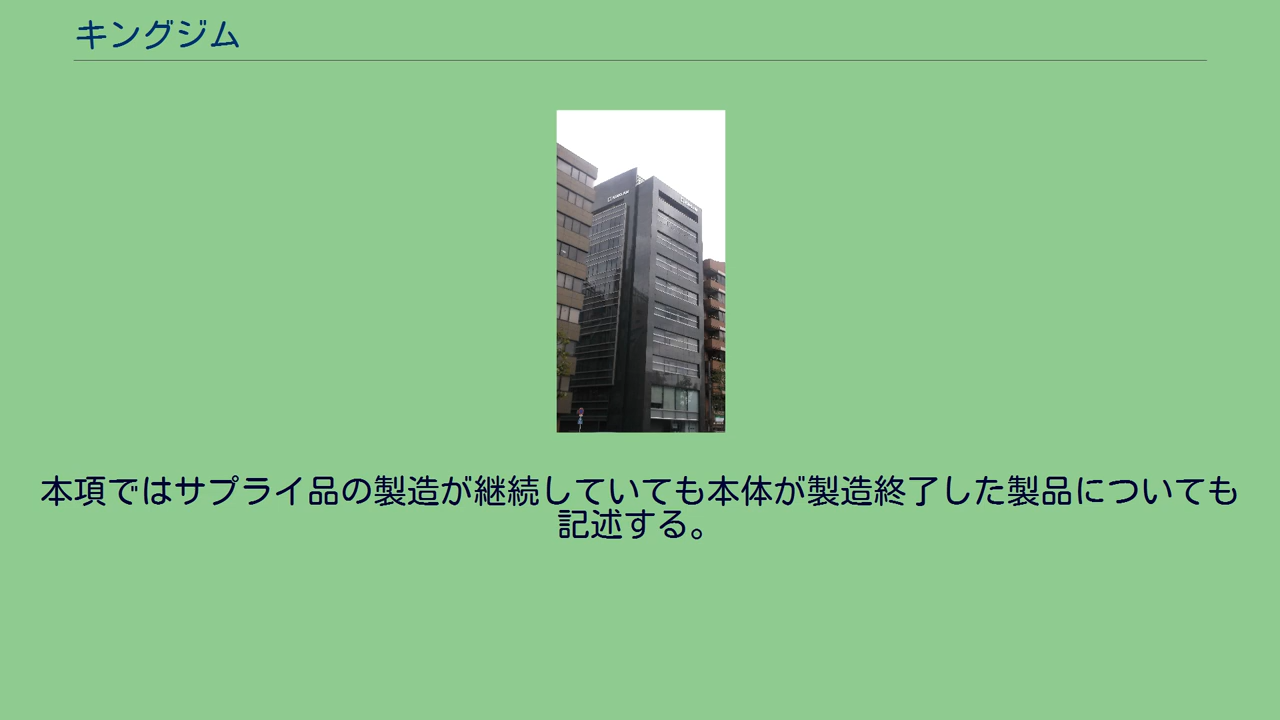 キングジム
本項ではサプライ品の製造が継続していても本体が製造終了した製品についても
記述する。